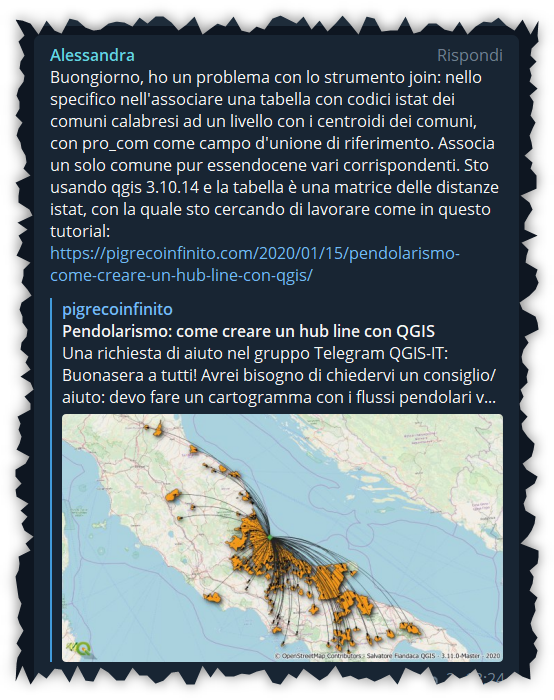 Alessandra Rispondi
Buongiorno, ho un problema con lo strumento join: nello
specifico nell'associare una tabella con codici istat dei
comuni calabresi ad un livello con i centroidi dei comuni,
con pro_com come campo d'unione di riferimento. Associa
un solo comune pur essendocene vari corrispondenti. Sto
usando qgis 3.10.14 e la tabella è una matrice delle distanze
istat, con la quale sto cercando di lavorare come in questo
tutorial:
https://pigrecoinfinito.com/2020/01/15/pendolarismo-
come-creare-un-hub-line-con-qgis/
pigrecoinfinito
Pendolarismo: come creare un hub line con QGIS
Una richiesta di aiuto nel gruppo Telegram QGIS-IT:
Buonasera a tutti! Avrei bisogno di chiedervi un consiglio/
aiuto: devo fare un cartogramma con i flussi pendolari v...
© OpenStreetMap Contributors | Salvatore Fiandaca QGIS - 3.11.0-Master - 2020